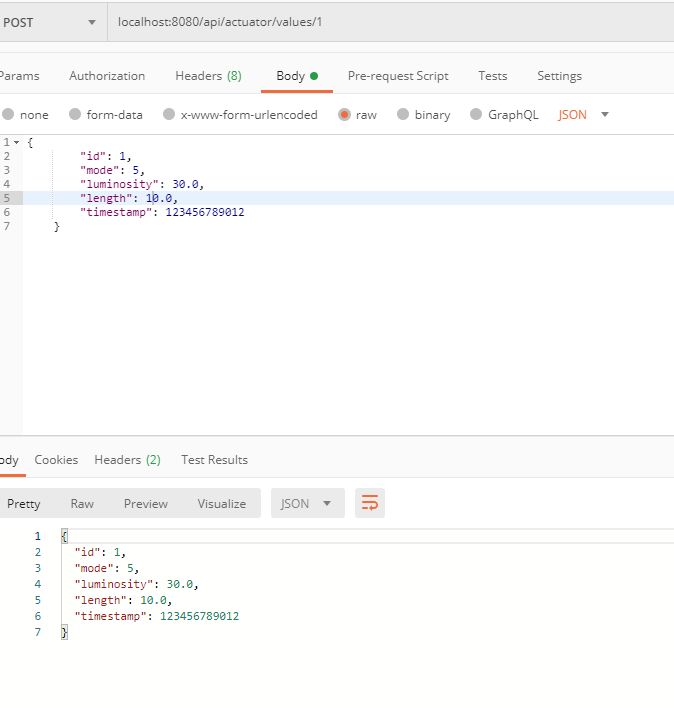 POST localhost:8080/api/actuator/values/1
Params Authorization Headers (8) Body Pre-request Script Tests Settings
none form-data x-www-form-urlencoded raw binary GraphQL JSON
1 {
2 "id": 1,
3 "mode": 5,
4 "luminosity": 30.0,
5 "length": 10.0,
6 "timestamp": 123456789012
7 }
ody Cookies Headers (2) Test Results
Pretty Raw Preview Visualize JSON
1 {
2 "id": 1,
3 "mode": 5,
4 "luminosity": 30.0,
5 "length": 10.0,
6 "timestamp": 123456789012
7 }